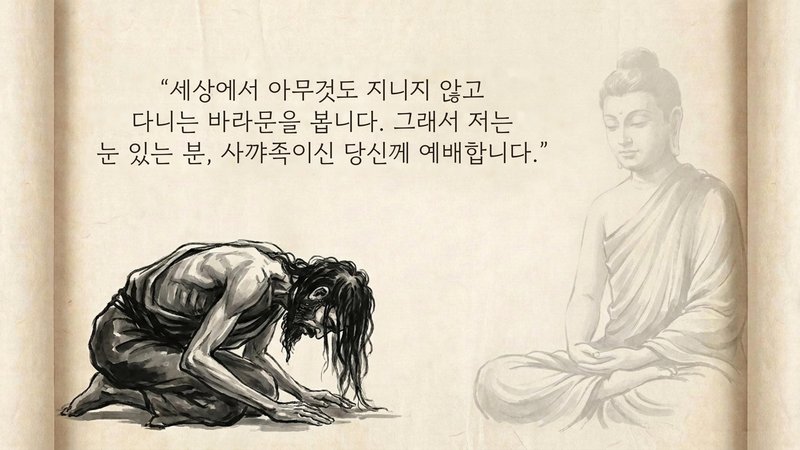 “세상에서 아무것도 지니지 않고
다니는 바라문을 봅니다. 그래서 저는
눈 있는 분, 사꺄족이신 당신께 예배합니다.”